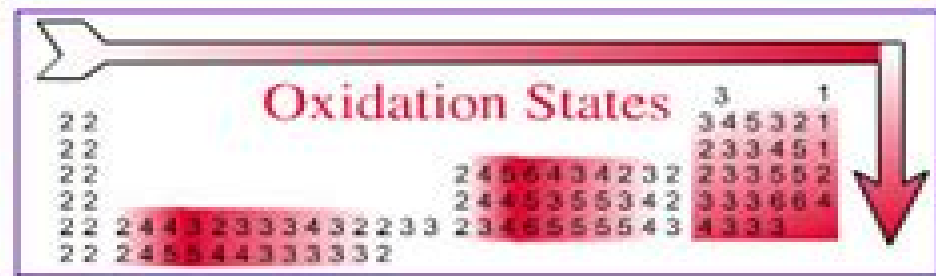 Oxidation States
3 1
2 2 3 4 5 3 2 1
2 2 2 3 3 4 5 1
2 2 2 4 5 6 4 3 4 2 3 2 2 3 3 5 5 2
2 2 2 4 4 5 3 5 5 3 4 2 3 3 3 6 6 4
2 2 2 4 4 3 2 3 3 3 4 3 2 2 3 3 2 3 4 6 5 5 5 5 4 3 4 3 3 3
2 2 2 4 5 5 4 4 3 3 3 3 3 2